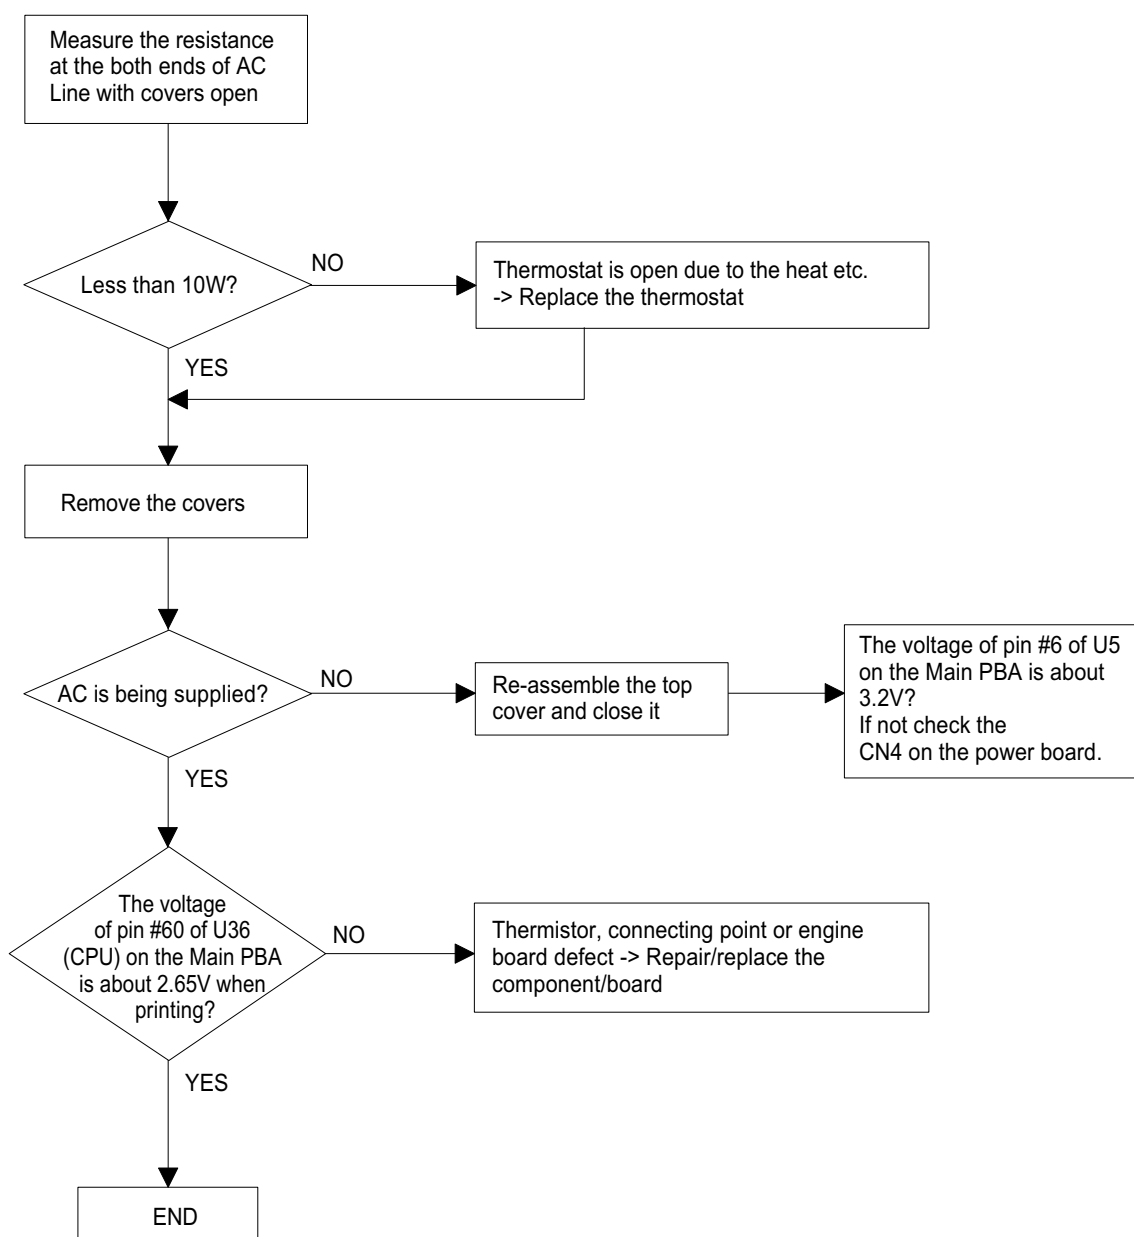 Measure the resistance
at the both ends of AC
Line with covers open
Less than 10W?
NO
Thermostat is open due to the heat etc.
-> Replace the thermostat
YES
Remove the covers
AC is being supplied?
NO
Re-assemble the top
cover and close it
The voltage of pin #6 of U5
on the Main PBA is about
3.2V?
If not check the
CN4 on the power board.
YES
The voltage
of pin #60 of U36
(CPU) on the Main PBA
is about 2.65V when
printing?
NO
Thermistor, connecting point or engine
board defect -> Repair/replace the
component/board
YES
END